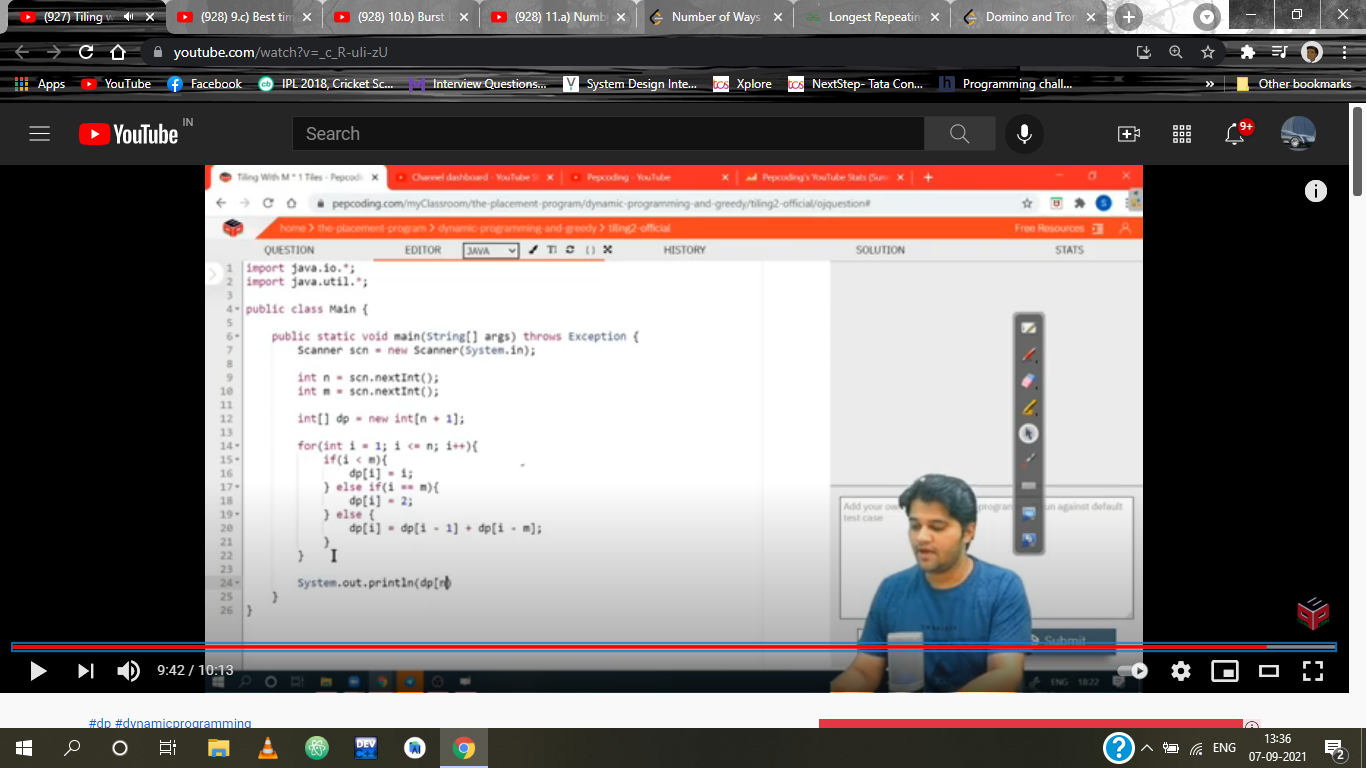 (927) Tiling w
(928) 9.c) Best tim
(928) 10.b) Burst
(928) 11.a) Numb
Number of Ways
Longest Repeatin
Domino and Tron
youtube.com/watch?v=_c_R-uli-zU
Apps
YouTube
Facebook
IPL 2018, Cricket Sc...
Interview Questions...
System Design Inte...
Xplore
NextStep- Tata Con...
Programming chall...
»
Other bookmarks
YouTube IN
Search
9+
Tiling With M * 1 Tiles - Pepcodi
Channel dashboard - YouTube S
Pepcoding - YouTube
Pepcoding's YouTube Stats (Sum
pepcoding.com/myClassroom/the-placement-program/dynamic-programming-and-greedy/tiling2-official/ojquestion#
home > the-placement-program > dynamic-programming-and-greedy > tiling2-official
Free Resources
QUESTION
EDITOR
JAVA
HISTORY
SOLUTION
STATS
1 import java.io.*;
2 import java.util.*;
3
4 public class Main {
5
6 public static void main(String[] args) throws Exception {
7 Scanner scn = new Scanner(System.in);
8
9 int n = scn.nextInt();
10 int m = scn.nextInt();
11
12 int[] dp = new int[n + 1];
13
14 for(int i = 1; i <= n; i++){
15 if(i < m){
16 dp[i] = i;
17 } else if(i == m){
18 dp[i] = 2;
19 } else {
20 dp[i] = dp[i - 1] + dp[i - m];
21 }
22 }
23
24 System.out.println(dp[n)
25 }
26 }
Add your own program un against default
test case
Submit
ENG 18:22
9:42 / 10:13
#dp #dynamicprogramming
DEV
ENG
13:36
07-09-2021
2